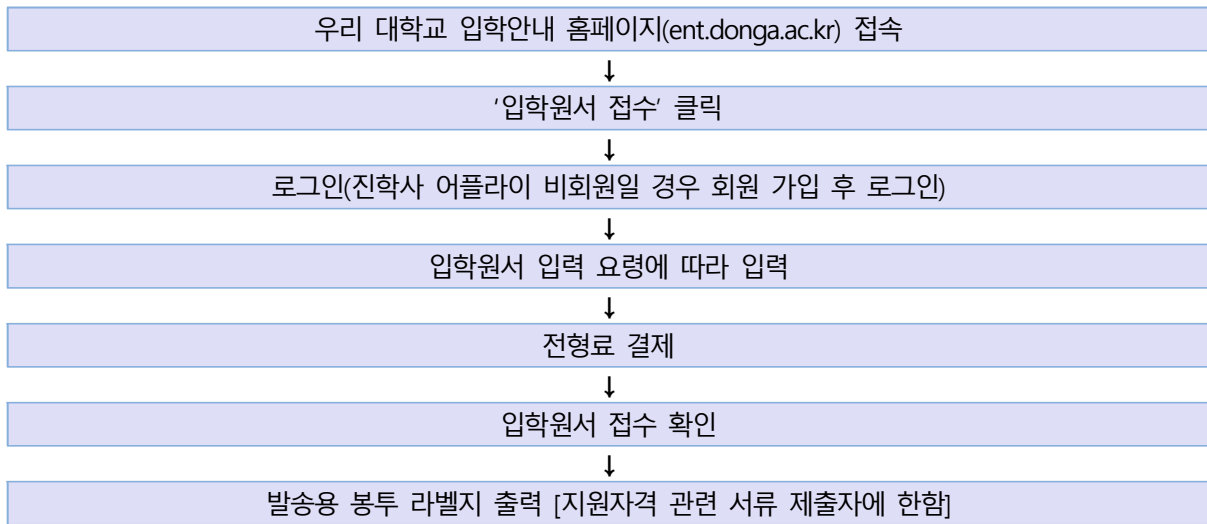 우리 대학교 입학안내 홈페이지(ent.donga.ac.kr) 접속
↓
'입학원서 접수' 클릭
↓
로그인(진학사 어플라이 비회원일 경우 회원 가입 후 로그인)
↓
입학원서 입력 요령에 따라 입력
↓
전형료 결제
↓
입학원서 접수 확인
↓
발송용 봉투 라벨지 출력 [지원자격 관련 서류 제출자에 한함]